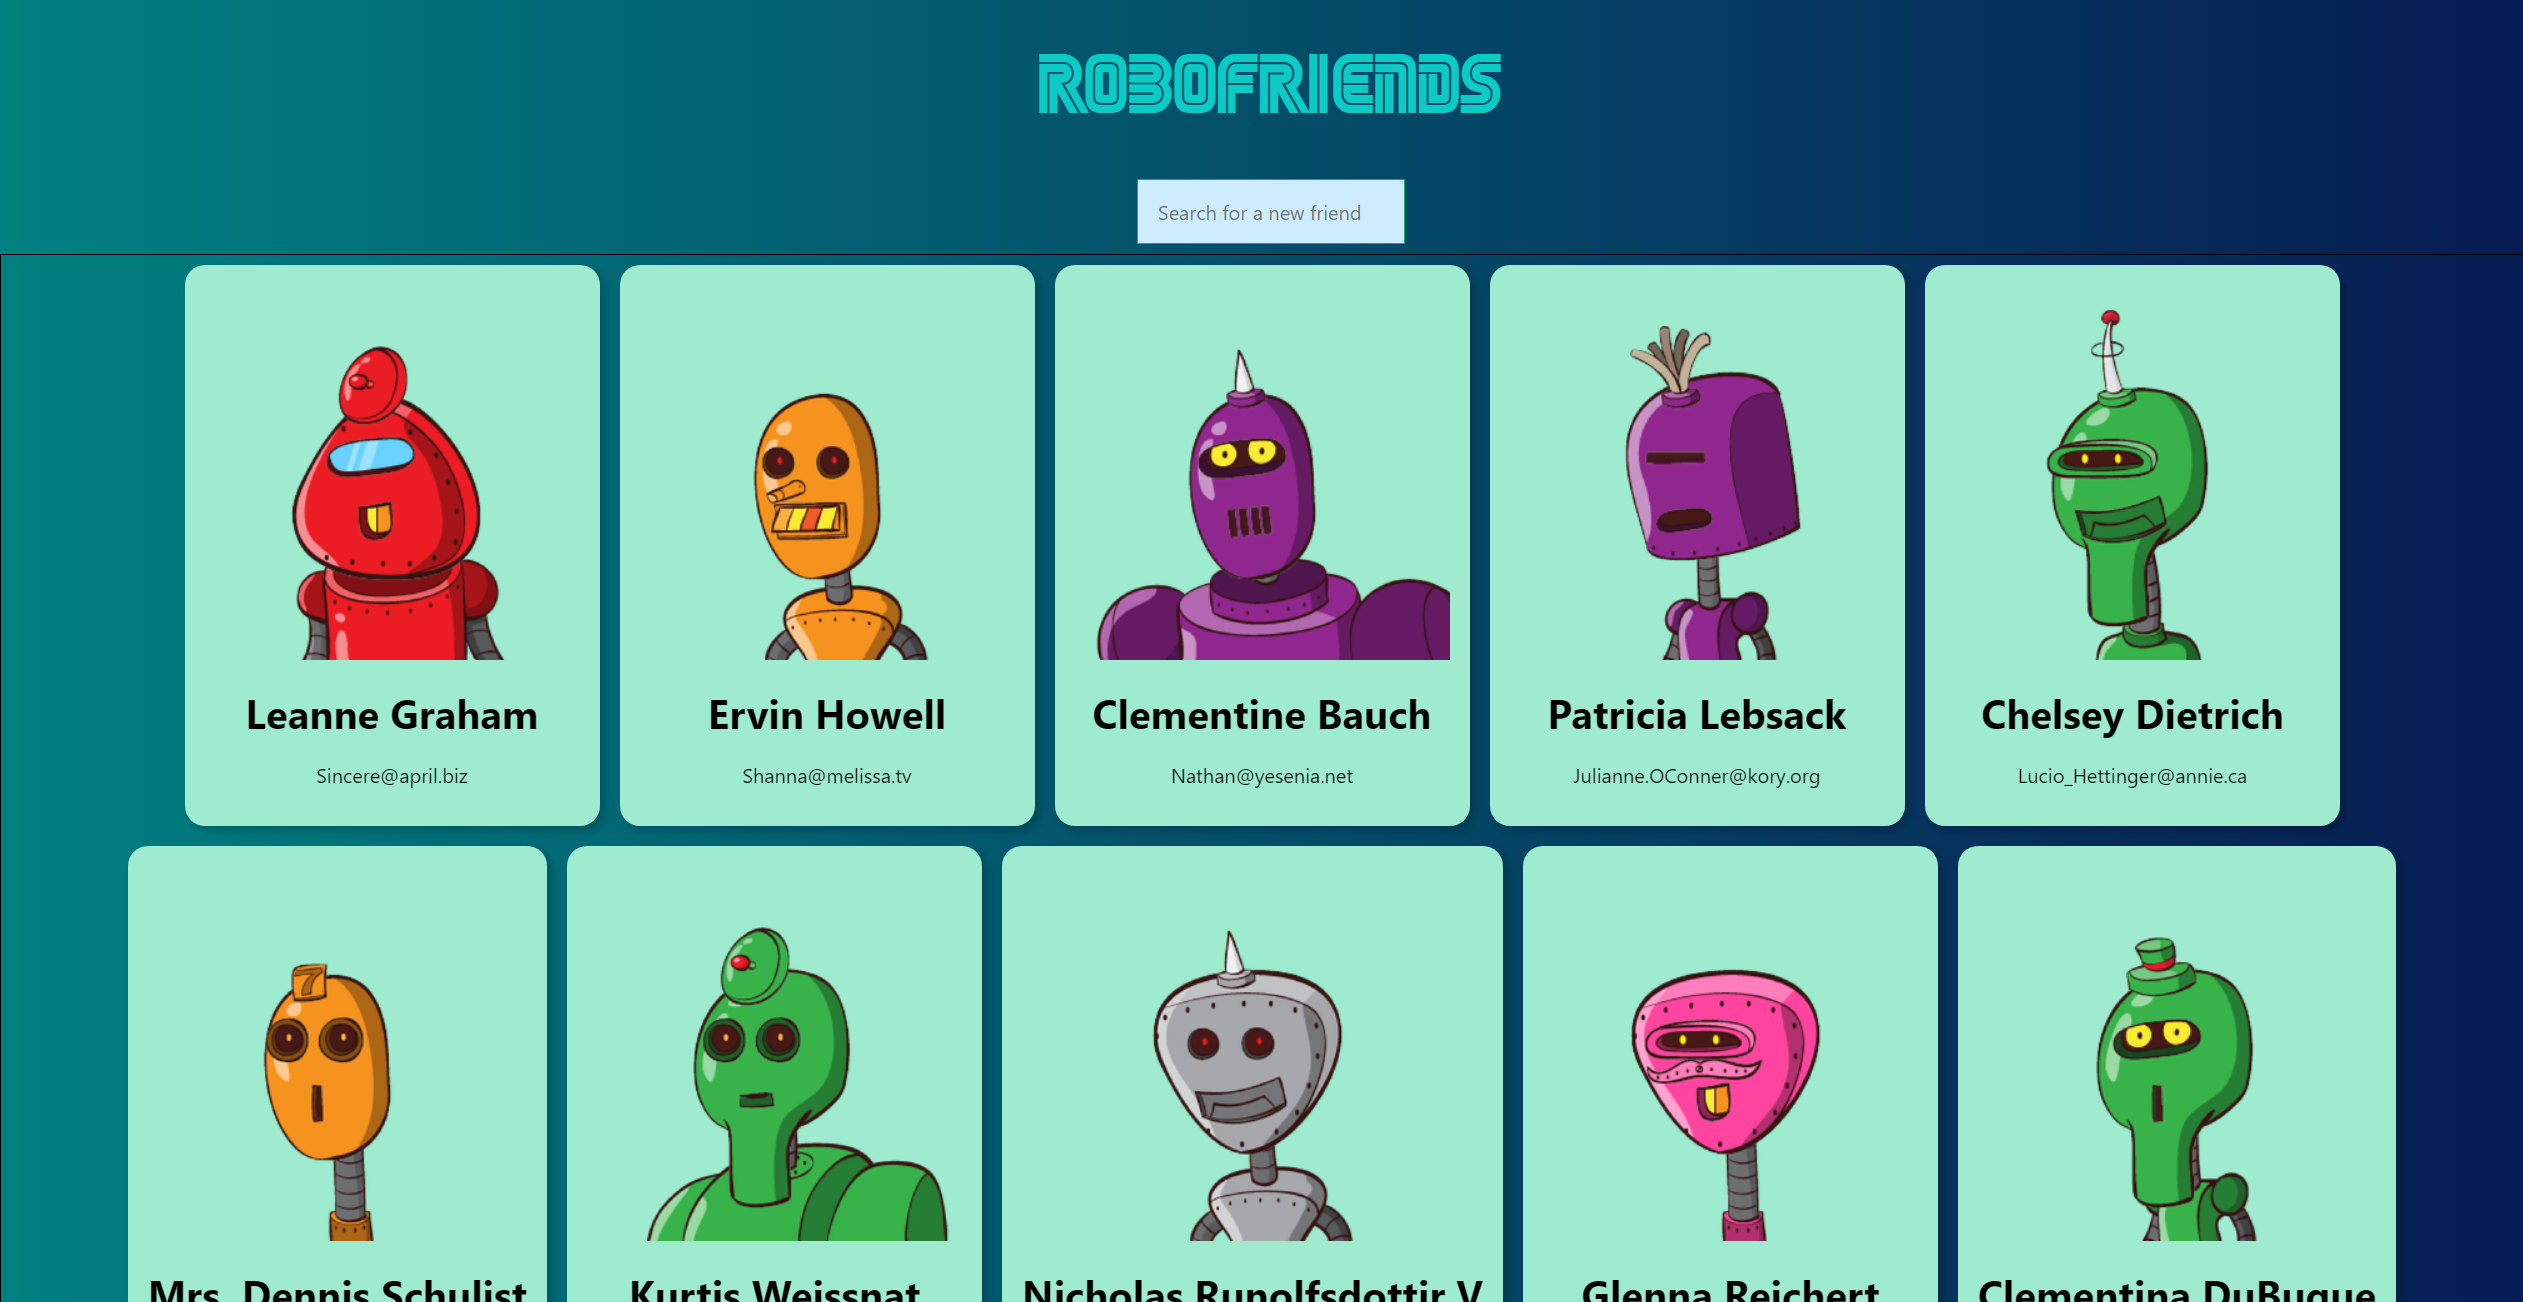 ROBOFRIENDS
Search for a new friend
Leanne Graham
Ervin Howell
Clementine Bauch
Patricia Lebsack
Chelsey Dietrich
Sincere@april.biz
Shanna@melissa.tv
Nathan@yesenia.net
Julianne.OConner@kory.org
Lucio_Hettinger@annie.ca
7
Mrs. Dennis Schulist
Kurtis Weissnat
Nicholas Runolfsdottir V
Glenna Reichert
Clementina DuBuque